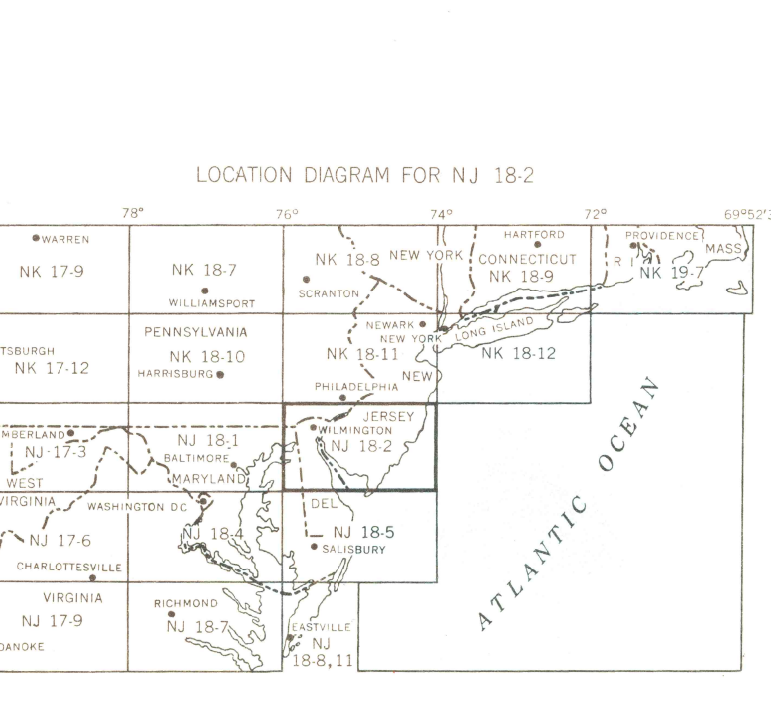 LOCATION DIAGRAM FOR NJ 18-2
78° 76° 74° 72° 69°52'3
WARREN
NK 17-9
NK 18-7
WILLIAMSPORT
NK 18-8
SCRANTON
NEW YORK
HARTFORD
CONNECTICUT
NK 18-9
PROVIDENCE
MASS
R I
NK 19-7
TSBURGH
NK 17-12
PENNSYLVANIA
NK 18-10
HARRISBURG
NEWARK
NEW YORK
NK 18-11
NEW
PHILADELPHIA
LONG ISLAND
NK 18-12
MBERLAND
NJ 17-3
WEST
VIRGINIA
NJ 18-1
BALTIMORE
MARYLAND
JERSEY
WILMINGTON
NJ 18-2
WASHINGTON DC
NJ 17-6
CHARLOTTESVILLE
NJ 18-4
DEL
NJ 18-5
SALISBURY
VIRGINIA
NJ 17-9
OANOKE
RICHMOND
NJ 18-7
EASTVILLE
NJ
18-8,11
ATLANTIC OCEAN